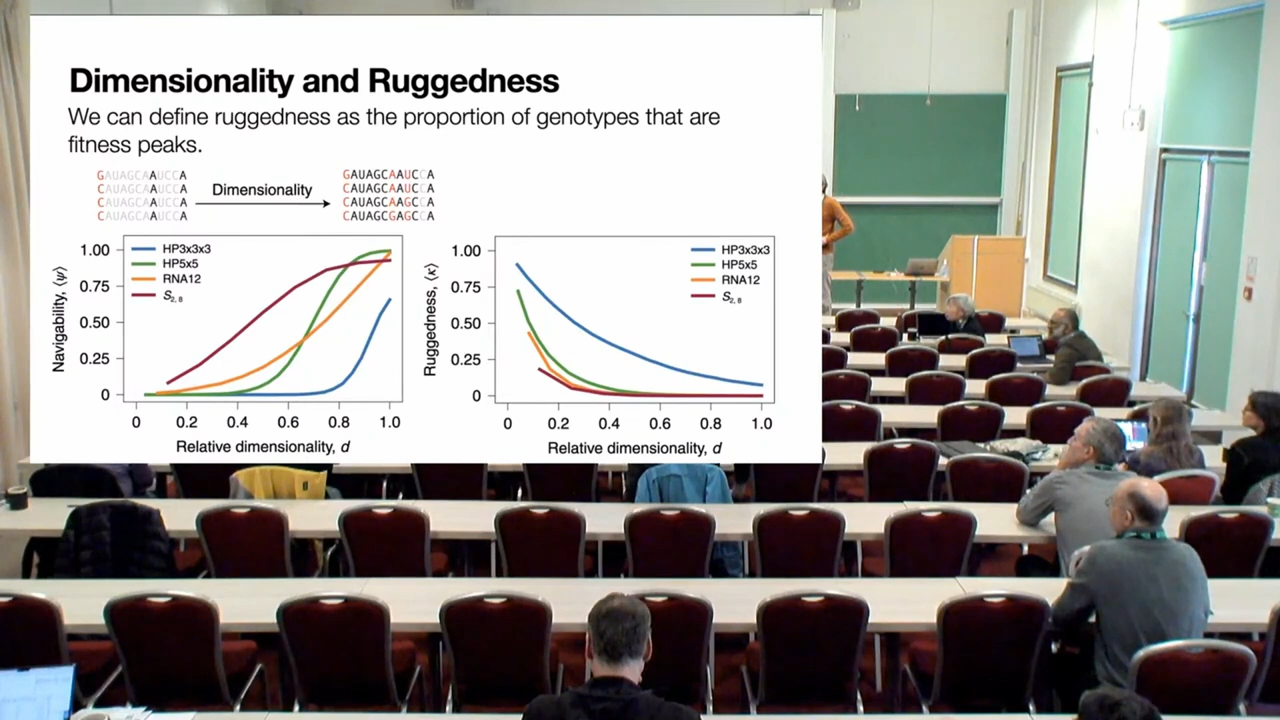 Dimensionality and Ruggedness
We can define ruggedness as the proportion of genotypes that are
fitness peaks.
GAUAGCAAUCCA
CAUAGCAAUCCA
CAUAGCAAUCCA
CAUAGCAAUCCA
Dimensionality
GAUAGCAAUCCA
CAUAGCAAUCCA
CAUAGCAAGCCA
CAUAGCGAGCCA
Navigability, ⟨ψ⟩
1.00
0.75
0.50
0.25
0
HP3x3x3
HP5x5
RNA12
S2, 8
0 0.2 0.4 0.6 0.8 1.0
Relative dimensionality, d
Ruggedness, ⟨κ⟩
1.00
0.75
0.50
0.25
0
HP3x3x3
HP5x5
RNA12
S2, 8
0 0.2 0.4 0.6 0.8 1.0
Relative dimensionality, d